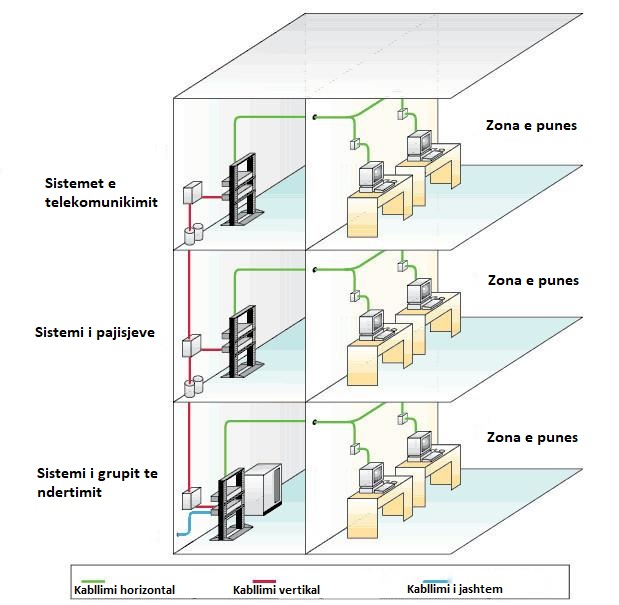 Zona e punes
Sistemet e
telekomunikimit
Zona e punes
Sistemi i pajisjeve
Zona e punes
Sistemi i grupit te
ndertimit
Kabllimi horizontal
Kabllimi vertikal
Kabllimi i jashtem